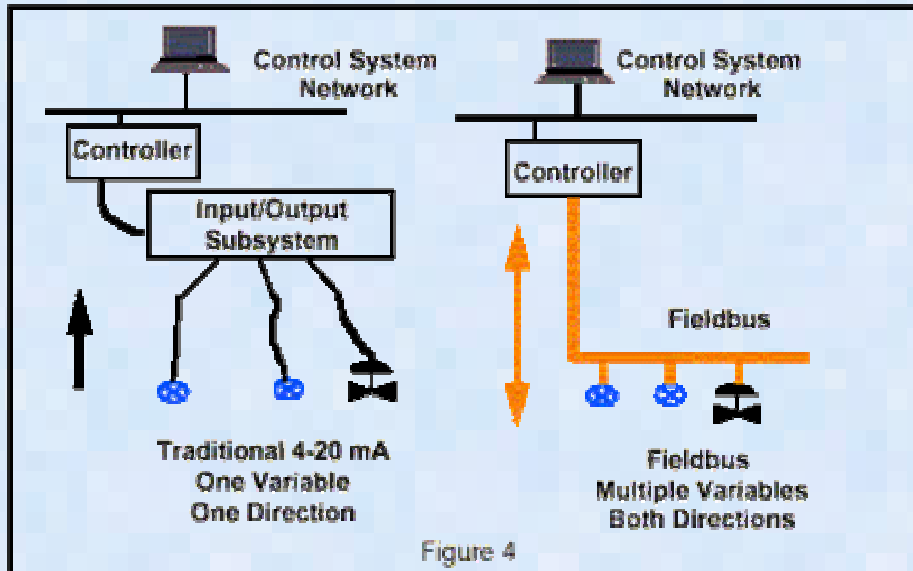 Control System
Network
Controller
Input/Output
Subsystem
Traditional 4-20 mA
One Variable
One Direction
Control System
Network
Controller
Fieldbus
Fieldbus
Multiple Variables
Both Directions
Figure 4